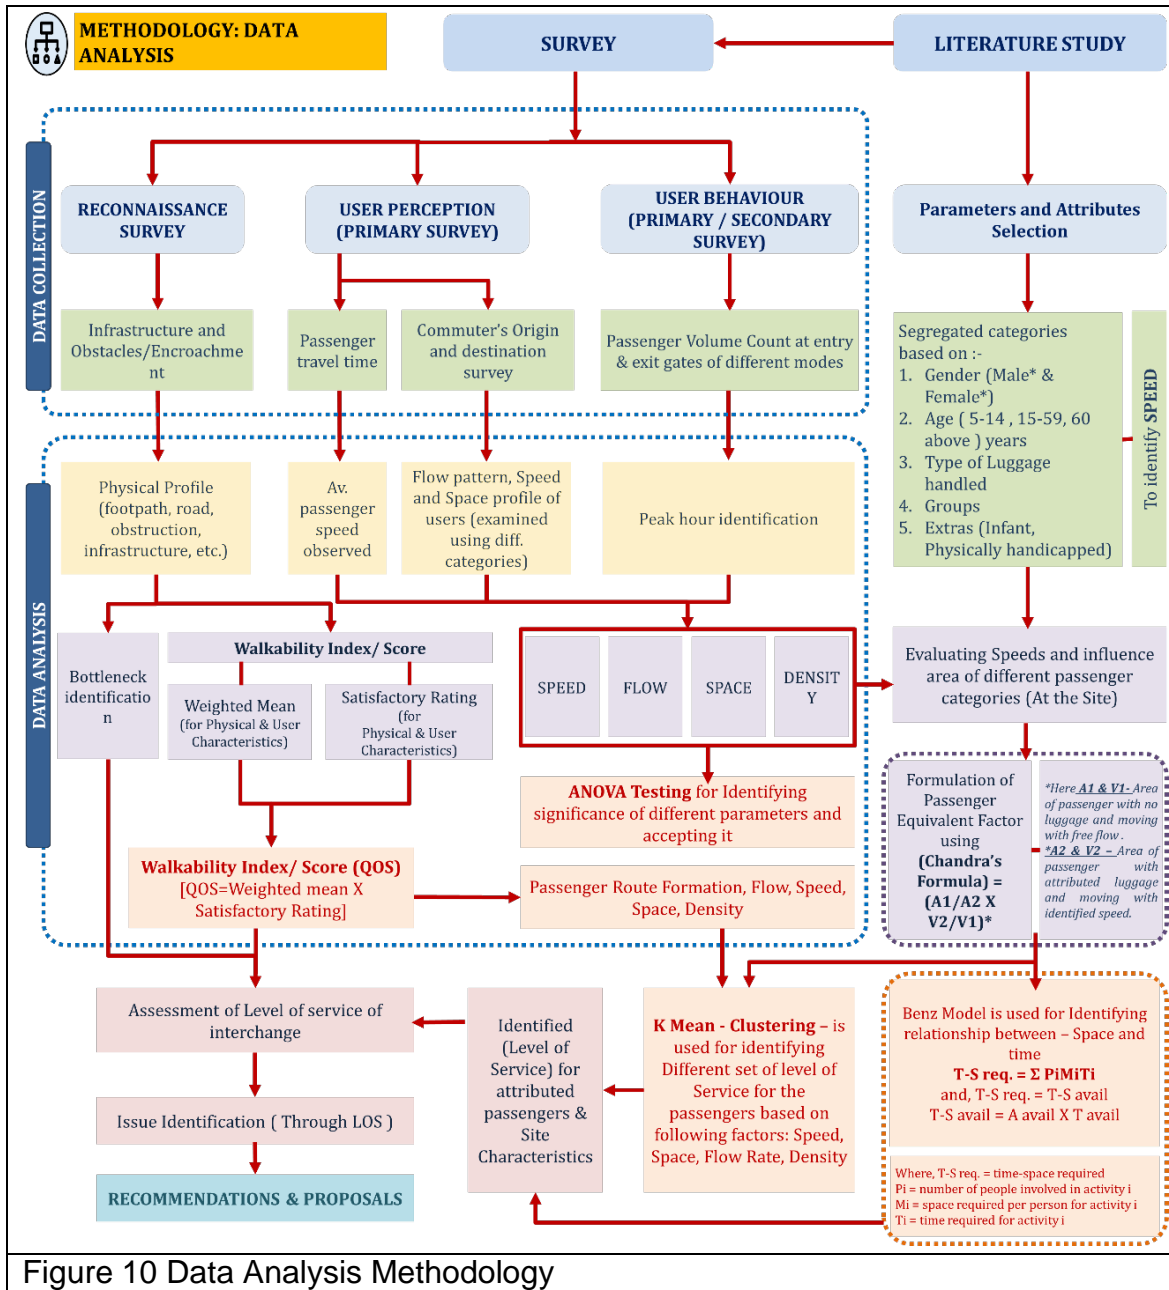 METHODOLOGY: DATA
ANALYSIS
SURVEY
LITERATURE STUDY
DATA COLLECTION
RECONNAISSANCE
SURVEY
USER PERCEPTION
(PRIMARY SURVEY)
USER BEHAVIOUR
(PRIMARY / SECONDARY
SURVEY)
Parameters and Attributes
Selection
Infrastructure and
Obstacles/Encroachme
nt
Passenger
travel time
Commuter's Origin
and destination
survey
Passenger Volume Count at entry
& exit gates of different modes
Segregated categories
based on :-
1. Gender (Male* &
Female*)
2. Age ( 5-14 , 15-59, 60
above ) years
3. Type of Luggage
handled
4. Groups
5. Extras (Infant,
Physically handicapped)
To identify SPEED
DATA ANALYSIS
Physical Profile
(footpath, road,
obstruction,
infrastructure, etc.)
Av.
passenger
speed
observed
Flow pattern, Speed
and Space profile of
users (examined
using diff.
categories)
Peak hour identification
Bottleneck
identificatio
n
Walkability Index/ Score
Weighted Mean
(for Physical & User
Characteristics)
Satisfactory Rating
(for
Physical & User
Characteristics)
SPEED
FLOW
SPACE
DENSIT
Y
Evaluating Speeds and influence
area of different passenger
categories (At the Site)
ANOVA Testing for Identifying
significance of different parameters and
accepting it
Formulation of
Passenger
Equivalent Factor
using
(Chandra's
Formula) =
(A1/A2 X
V2/V1)*
*Here A1 & V1- Area
of passenger with no
luggage and moving
with free flow .
*A2 & V2 – Area of
passenger with
attributed luggage
and moving with
identified speed.
Walkability Index/ Score (QOS)
[QOS=Weighted mean X
Satisfactory Rating]
Passenger Route Formation, Flow, Speed,
Space, Density
Assessment of Level of service of
interchange
Identified
(Level of
Service) for
attributed
passengers &
Site
Characteristics
K Mean - Clustering – is
used for identifying
Different set of level of
Service for the
passengers based on
following factors: Speed,
Space, Flow Rate, Density
Benz Model is used for Identifying
relationship between – Space and
time
T-S req. = Σ PiMiTi
and, T-S req. = T-S avail
T-S avail = A avail X T avail
Issue Identification ( Through LOS )
RECOMMENDATIONS & PROPOSALS
Where, T-S req. = time-space required
Pi = number of people involved in activity i
Mi = space required per person for activity i
Ti = time required for activity i
Figure 10 Data Analysis Methodology